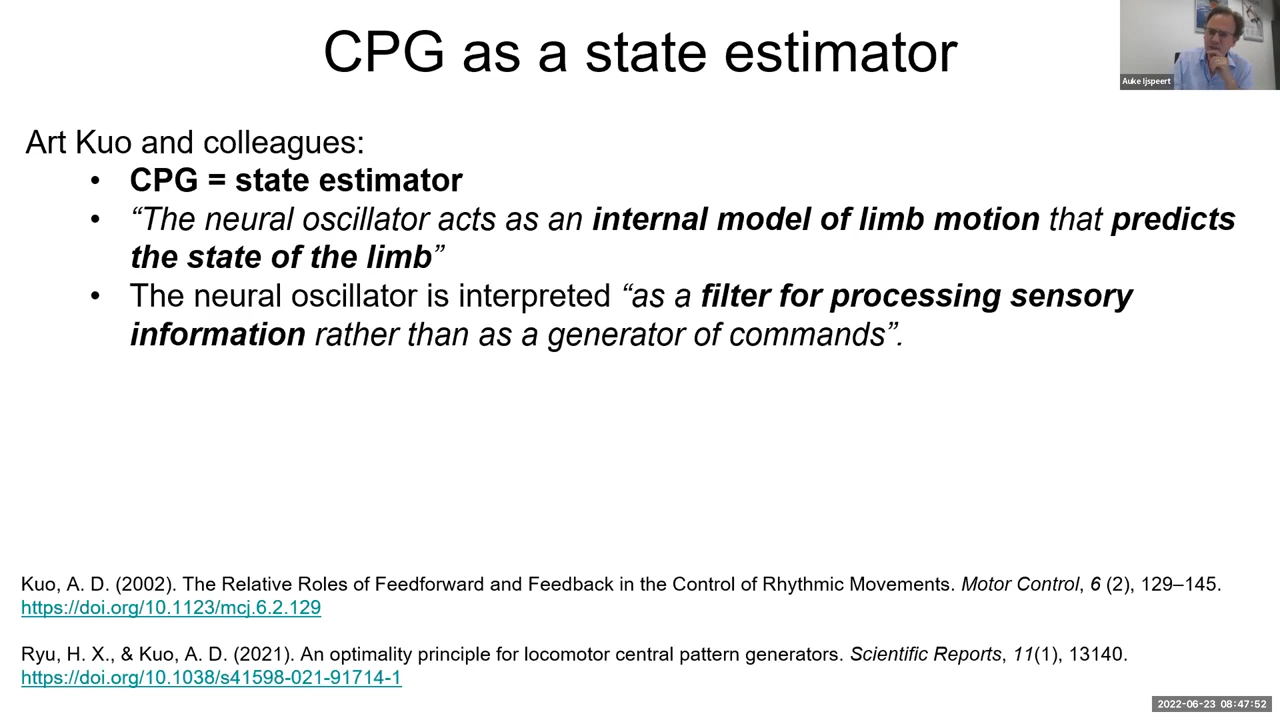 CPG as a state estimator
Auke Ijspeert
Art Kuo and colleagues:
• CPG = state estimator
• “The neural oscillator acts as an internal model of limb motion that predicts
the state of the limb”
• The neural oscillator is interpreted “as a filter for processing sensory
information rather than as a generator of commands”.
Kuo, A. D. (2002). The Relative Roles of Feedforward and Feedback in the Control of Rhythmic Movements. Motor Control, 6 (2), 129–145.
https://doi.org/10.1123/mcj.6.2.129
Ryu, H. X., & Kuo, A. D. (2021). An optimality principle for locomotor central pattern generators. Scientific Reports, 11(1), 13140.
https://doi.org/10.1038/s41598-021-91714-1
2022-06-23 08:47:52